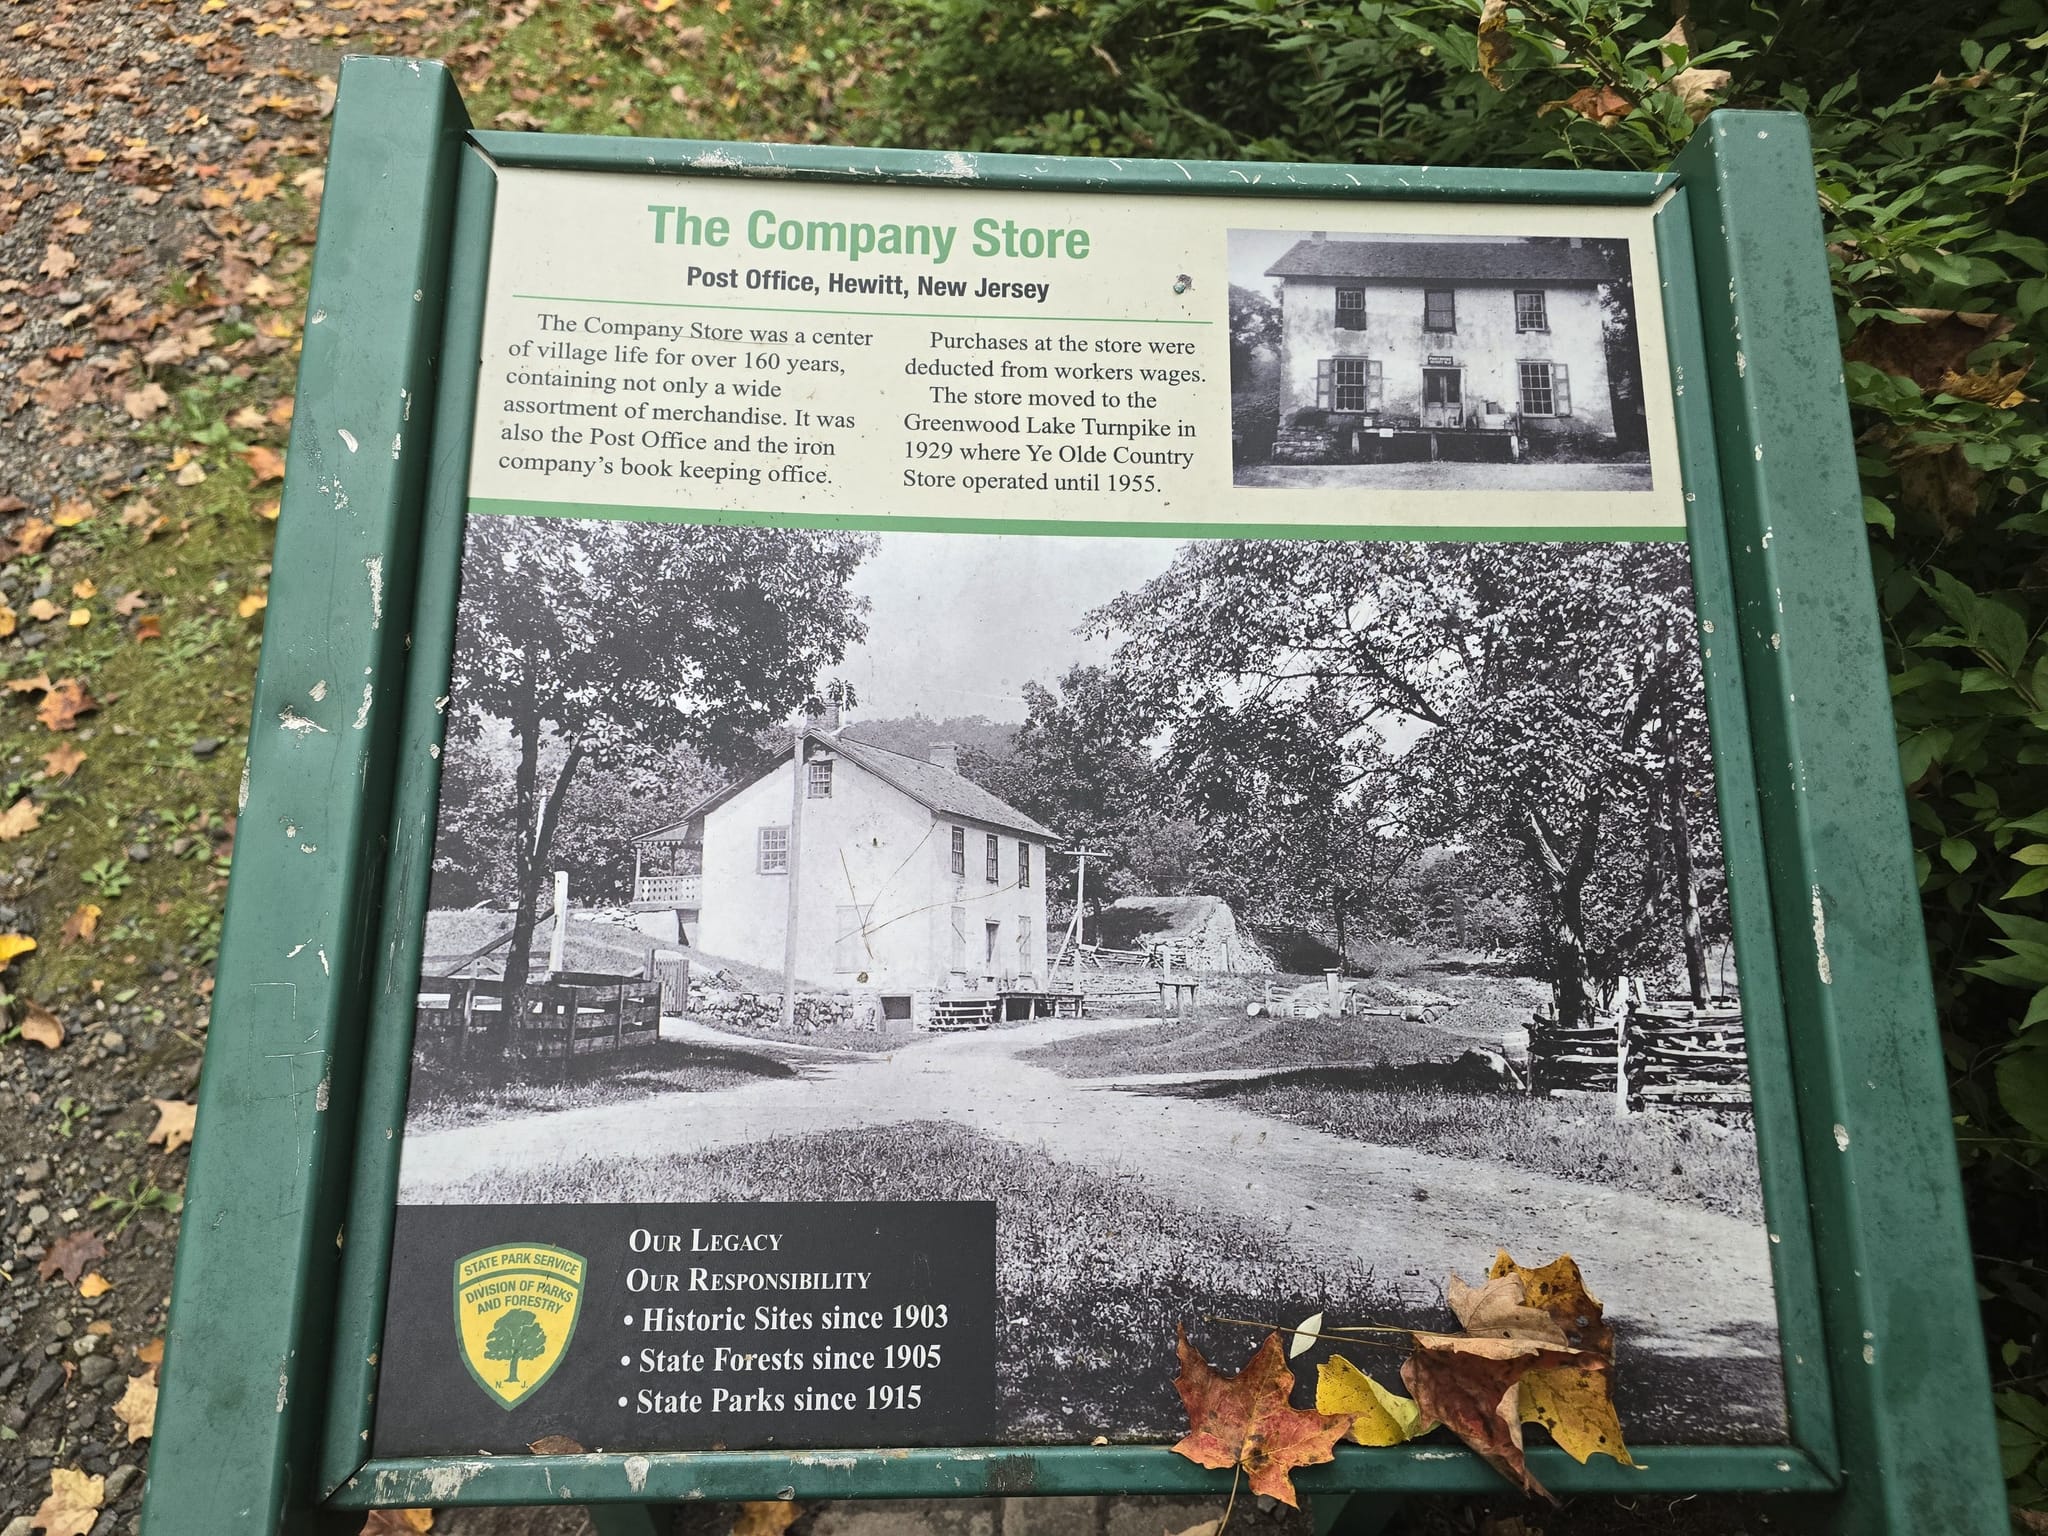 The Company Store
Post Office, Hewitt, New Jersey
The Company Store was a center
of village life for over 160 years,
containing not only a wide
assortment of merchandise. It was
also the Post Office and the iron
company's book keeping office.
Purchases at the store were
deducted from workers wages.
The store moved to the
Greenwood Lake Turnpike in
1929 where Ye Olde Country
Store operated until 1955.
OUR LEGACY
OUR RESPONSIBILITY
• Historic Sites since 1903
• State Forests since 1905
• State Parks since 1915
STATE PARK SERVICE
DIVISION OF PARKS
AND FORESTRY
N. J.